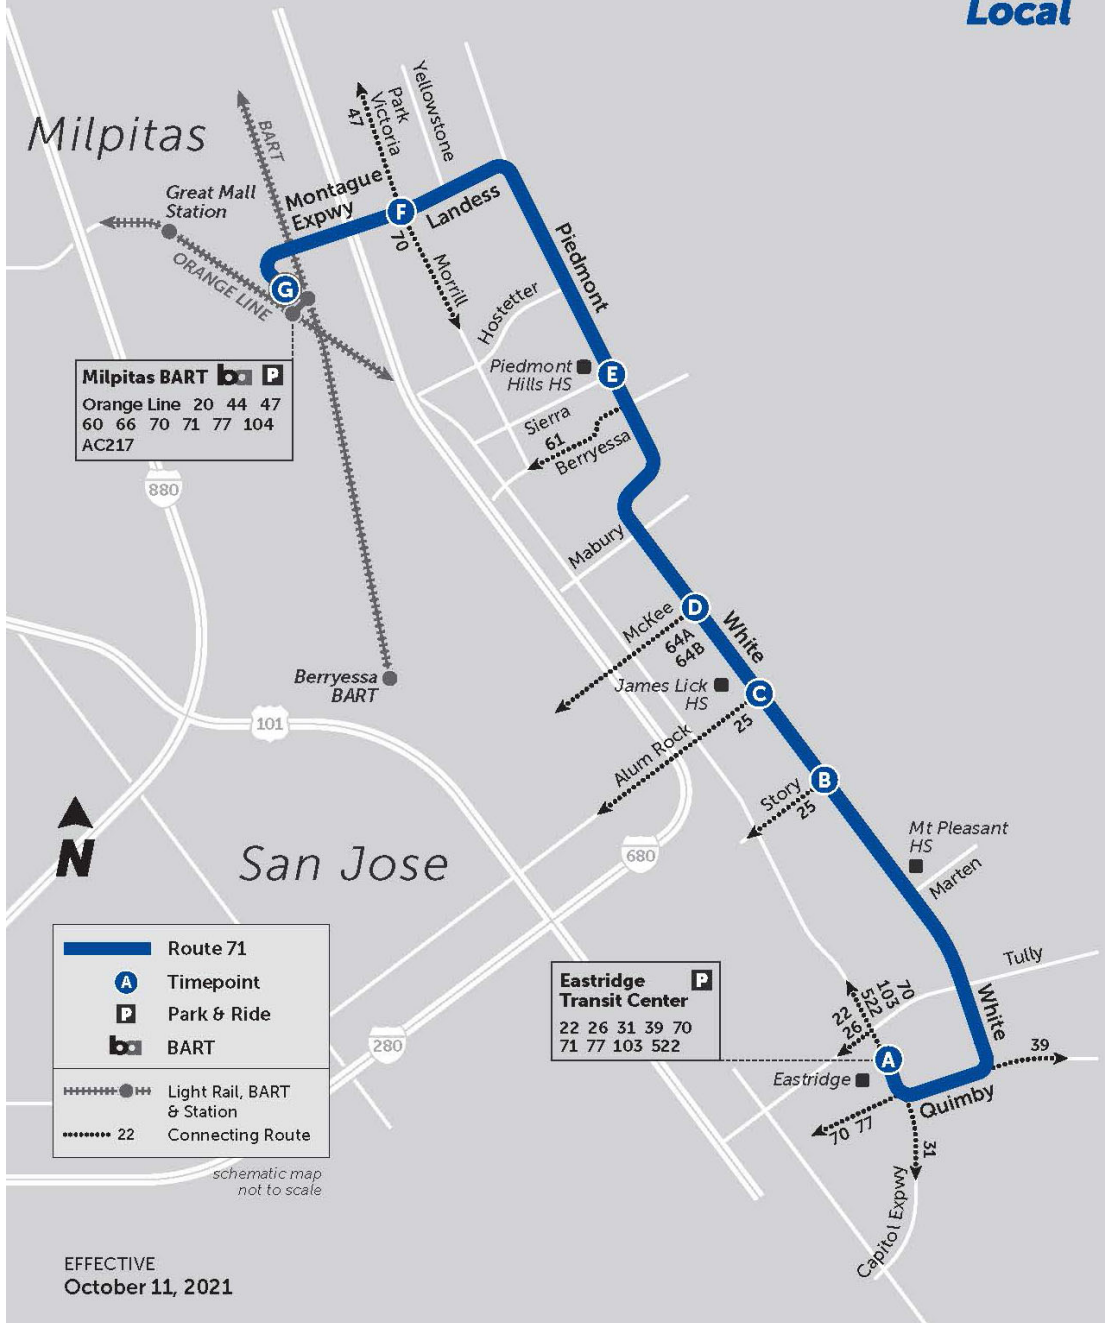 Local
Milpitas
BART
Park
Victoria
47
Yellowstone
Great Mall
Station
Montague
Expwy
F
Landess
70
Morrill
Piedmont
ORANGE LINE
G
Hostetter
Piedmont
Hills HS
E
Milpitas BART ba P
Orange Line 20 44 47
60 66 70 71 77 104
AC217
Sierra
61
Berryessa
880
Mabury
McKee
D
64A
64B
White
James Lick
HS
C
Berryessa
BART
101
Alum Rock
25
Story
B
25
N
San Jose
680
Mt Pleasant
HS
Marten
Route 71
A Timepoint
P Park & Ride
ba BART
Light Rail, BART
& Station
22 Connecting Route
schematic map
not to scale
280
Eastridge P
Transit Center
22 26 31 39 70
71 77 103 522
Tully
70
103
522
22
26
White
39
A
Eastridge
Quimby
70 77
31
Capitol Expwy
EFFECTIVE
October 11, 2021